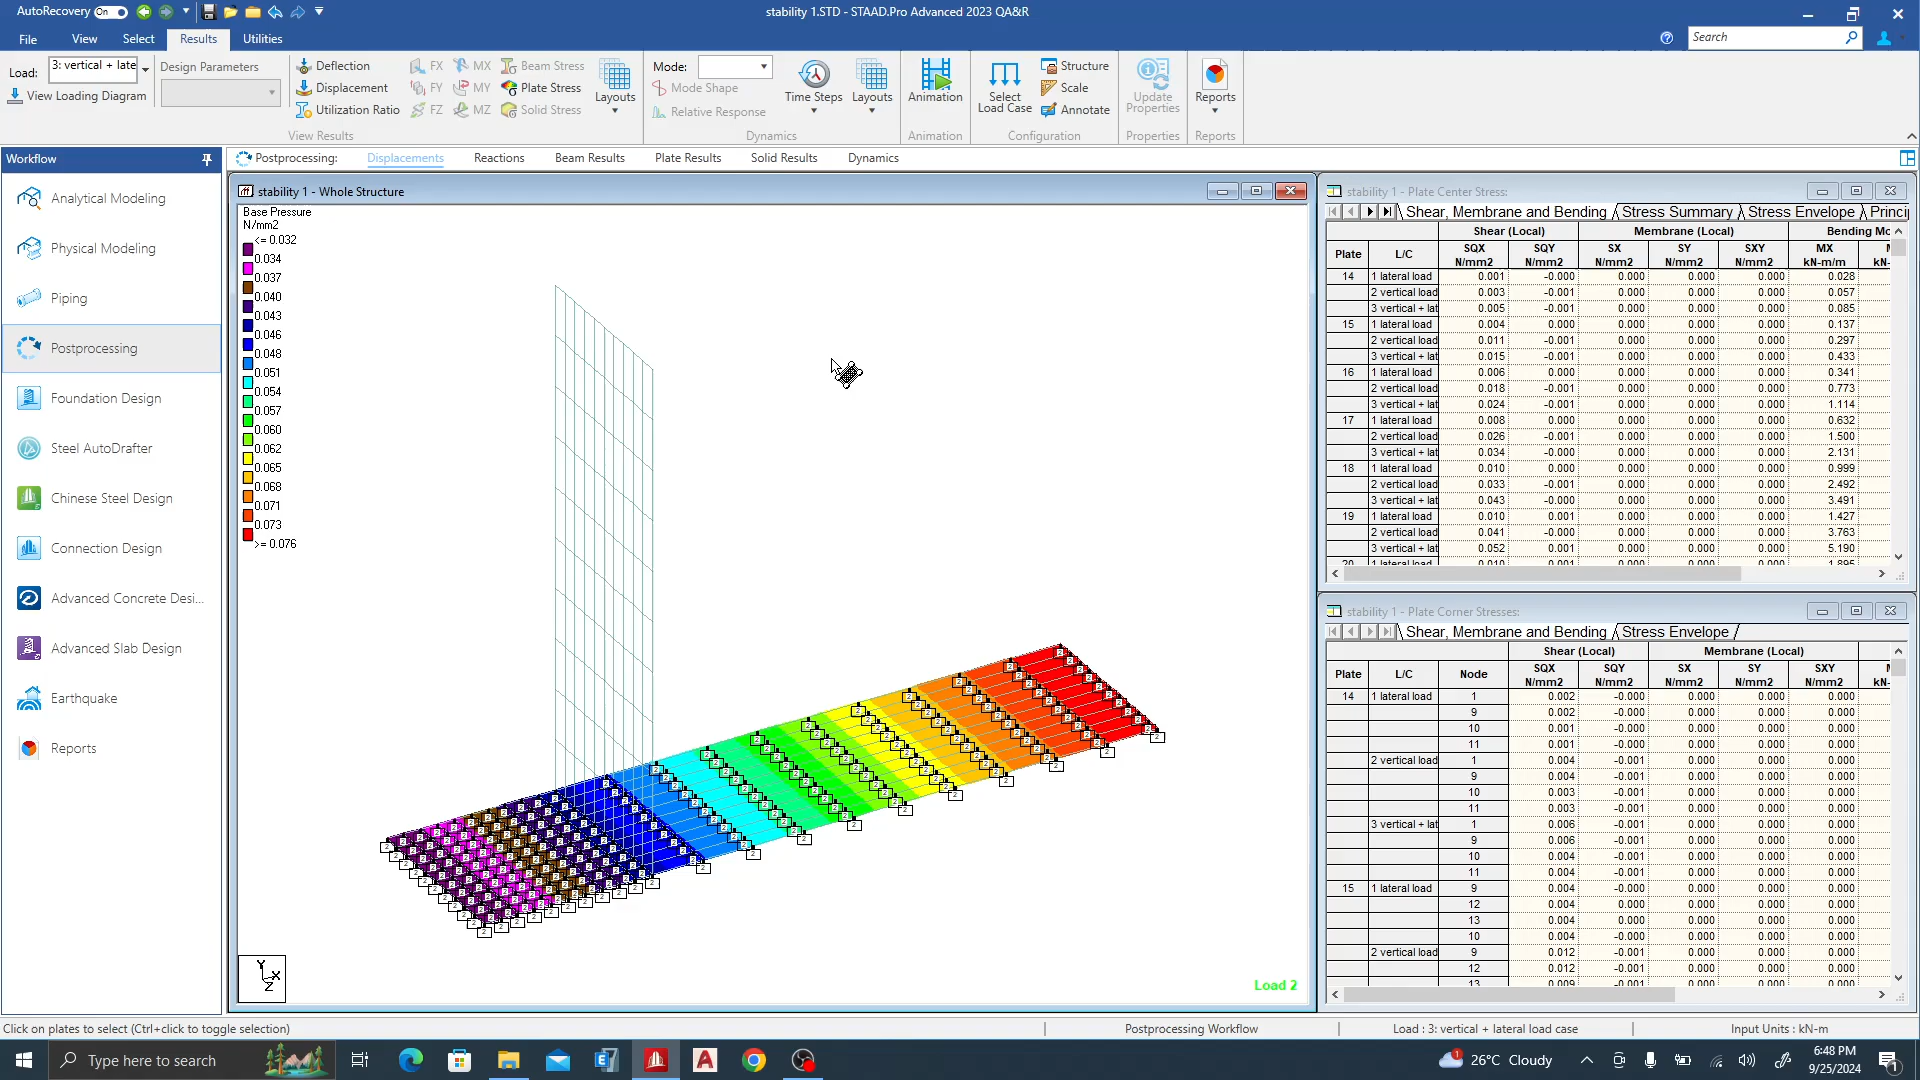 AutoRecovery On
stability 1.STD - STAAD.Pro Advanced 2023 QA&R
File View Select Results Utilities
Search
Load: 3: vertical + late
View Loading Diagram
Design Parameters
Deflection
Displacement
Utilization Ratio
FX MX Beam Stress
FY MY Plate Stress
FZ MZ Solid Stress
Layouts
View Results
Mode:
Mode Shape
Relative Response
Time Steps
Layouts
Dynamics
Animation
Animation
Select
Load Case
Structure
Scale
Annotate
Configuration
Update
Properties
Properties
Reports
Reports
Workflow
Analytical Modeling
Physical Modeling
Piping
Postprocessing
Foundation Design
Steel AutoDrafter
Chinese Steel Design
Connection Design
Advanced Concrete Desi...
Advanced Slab Design
Earthquake
Reports
Postprocessing: Displacements Reactions Beam Results Plate Results Solid Results Dynamics
stability 1 - Whole Structure
Base Pressure
N/mm2
<= 0.032
0.034
0.037
0.040
0.043
0.046
0.048
0.051
0.054
0.057
0.060
0.062
0.065
0.068
0.071
0.073
>= 0.076
Y
X
Z
Load 2
stability 1 - Plate Center Stress:
Shear, Membrane and Bending Stress Summary Stress Envelope Princi
Shear (Local) Membrane (Local) Bending Mo
Plate L/C SQX N/mm2 SQY N/mm2 SX N/mm2 SY N/mm2 SXY N/mm2 MX kN-m/m kN-
14 1 lateral load 0.001 -0.000 0.000 0.000 0.000 0.028
2 vertical load 0.003 -0.001 0.000 0.000 0.000 0.057
3 vertical + lat 0.005 -0.001 0.000 0.000 0.000 0.085
15 1 lateral load 0.004 0.000 0.000 0.000 0.000 0.137
2 vertical load 0.011 -0.001 0.000 0.000 0.000 0.297
3 vertical + lat 0.015 -0.001 0.000 0.000 0.000 0.433
16 1 lateral load 0.006 0.000 0.000 0.000 0.000 0.341
2 vertical load 0.018 -0.001 0.000 0.000 0.000 0.773
3 vertical + lat 0.024 -0.001 0.000 0.000 0.000 1.114
17 1 lateral load 0.008 0.000 0.000 0.000 0.000 0.632
2 vertical load 0.026 -0.001 0.000 0.000 0.000 1.500
3 vertical + lat 0.034 -0.001 0.000 0.000 0.000 2.131
18 1 lateral load 0.010 0.000 0.000 0.000 0.000 0.999
2 vertical load 0.033 -0.001 0.000 0.000 0.000 2.492
3 vertical + lat 0.043 -0.000 0.000 0.000 0.000 3.491
19 1 lateral load 0.010 0.001 0.000 0.000 0.000 1.427
2 vertical load 0.041 -0.000 0.000 0.000 0.000 3.763
3 vertical + lat 0.052 0.001 0.000 0.000 0.000 5.190
20 1 lateral load 0.010 0.001 0.000 0.000 0.000 1.895
stability 1 - Plate Corner Stresses:
Shear, Membrane and Bending Stress Envelope
Shear (Local) Membrane (Local)
Plate L/C Node SQX N/mm2 SQY N/mm2 SX N/mm2 SY N/mm2 SXY N/mm2 kN-
14 1 lateral load 1 0.002 -0.000 0.000 0.000 0.000
9 0.002 -0.000 0.000 0.000 0.000
10 0.001 -0.000 0.000 0.000 0.000
11 0.001 -0.000 0.000 0.000 0.000
2 vertical load 1 0.004 -0.001 0.000 0.000 0.000
9 0.004 -0.001 0.000 0.000 0.000
10 0.003 -0.001 0.000 0.000 0.000
11 0.003 -0.001 0.000 0.000 0.000
3 vertical + lat 1 0.006 -0.001 0.000 0.000 0.000
9 0.006 -0.001 0.000 0.000 0.000
10 0.004 -0.001 0.000 0.000 0.000
11 0.004 -0.001 0.000 0.000 0.000
15 1 lateral load 9 0.004 -0.000 0.000 0.000 0.000
12 0.004 -0.000 0.000 0.000 0.000
13 0.004 -0.000 0.000 0.000 0.000
10 0.004 -0.000 0.000 0.000 0.000
2 vertical load 9 0.012 -0.001 0.000 0.000 0.000
12 0.012 -0.001 0.000 0.000 0.000
13 0.009 -0.001 0.000 0.000 0.000
Click on plates to select (Ctrl+click to toggle selection)
Postprocessing Workflow
Load : 3: vertical + lateral load case
Input Units : kN-m
Type here to search
26°C Cloudy
6:48 PM
9/25/2024